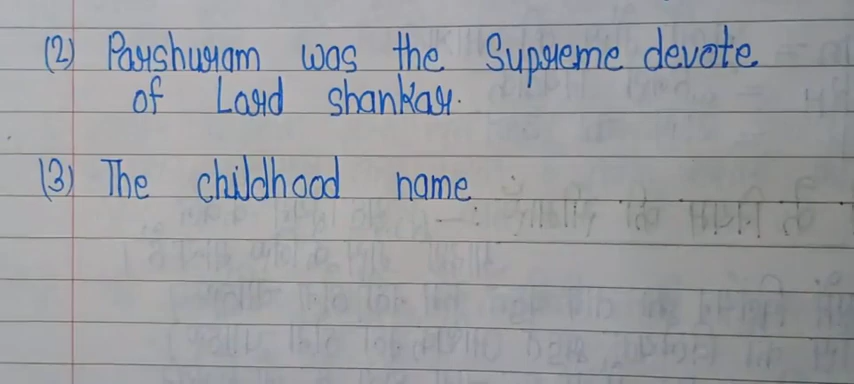 (2) Parshuram was the Supreme devote
of Lord shankar.
(3) The childhood name